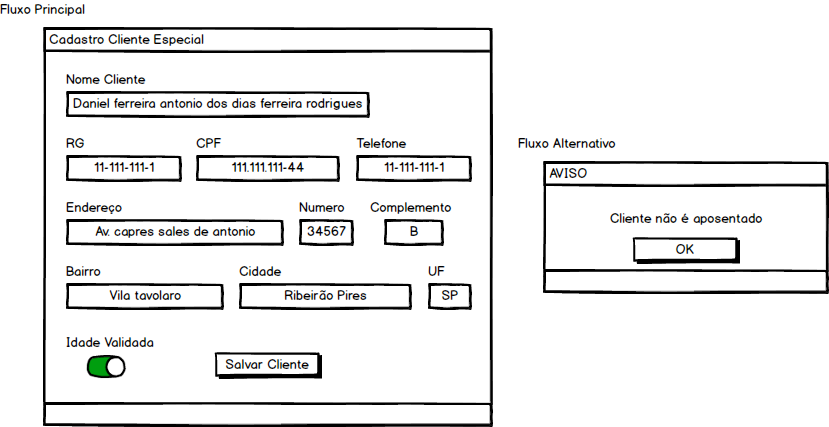 Fluxo Principal
Cadastro Cliente Especial
Nome Cliente
Daniel ferreira antonio dos dias ferreira rodrigues
RG CPF Telefone
11-111-111-1 111.111.111-44 11-111-111-1
Endereço Numero Complemento
Av. capres sales de antonio 34567 B
Bairro Cidade UF
Vila tavolaro Ribeirão Pires SP
Idade Validada
Salvar Cliente
Fluxo Alternativo
AVISO
Cliente não é aposentado
OK